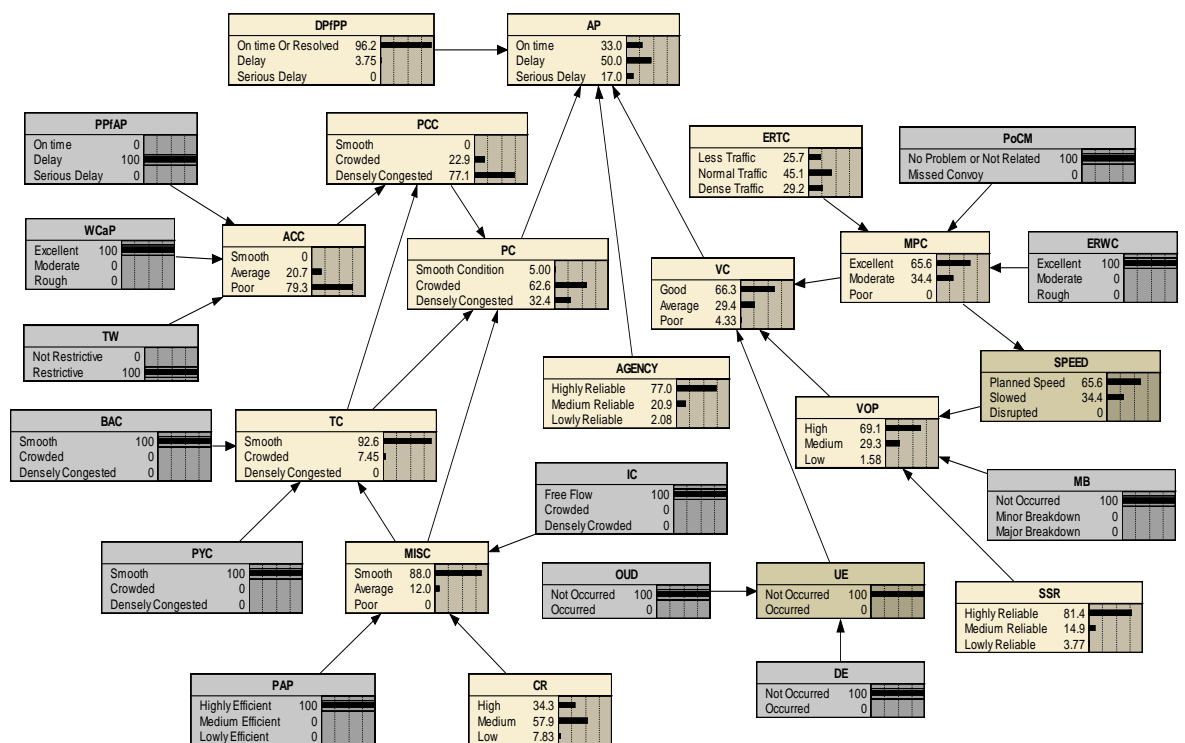 DPfPP
On time Or Resolved 96.2
Delay 3.75
Serious Delay 0
AP
On time 33.0
Delay 50.0
Serious Delay 17.0
PPfAP
On time 0
Delay 100
Serious Delay 0
PCC
Smooth 0
Crowded 22.9
Densely Congested 77.1
ERTC
Less Traffic 25.7
Normal Traffic 45.1
Dense Traffic 29.2
PoCM
No Problem or Not Related 100
Missed Convoy 0
WCaP
Excellent 100
Moderate 0
Rough 0
ACC
Smooth 0
Average 20.7
Poor 79.3
PC
Smooth Condition 5.00
Crowded 62.6
Densely Congested 32.4
VC
Good 66.3
Average 29.4
Poor 4.33
MPC
Excellent 65.6
Moderate 34.4
Poor 0
ERWC
Excellent 100
Moderate 0
Rough 0
TW
Not Restrictive 0
Restrictive 100
AGENCY
Highly Reliable 77.0
Medium Reliable 20.9
Lowly Reliable 2.08
SPEED
Planned Speed 65.6
Slowed 34.4
Disrupted 0
BAC
Smooth 100
Crowded 0
Densely Congested 0
TC
Smooth 92.6
Crowded 7.45
Densely Congested 0
VOP
High 69.1
Medium 29.3
Low 1.58
IC
Free Flow 100
Crowded 0
Densely Crowded 0
MB
Not Occurred 100
Minor Breakdown 0
Major Breakdown 0
PYC
Smooth 100
Crowded 0
Densely Congested 0
MISC
Smooth 88.0
Average 12.0
Poor 0
OUD
Not Occurred 100
Occurred 0
UE
Not Occurred 100
Occurred 0
SSR
Highly Reliable 81.4
Medium Reliable 14.9
Lowly Reliable 3.77
PAP
Highly Efficient 100
Medium Efficient 0
Lowly Efficient 0
CR
High 34.3
Medium 57.9
Low 7.83
DE
Not Occurred 100
Occurred 0